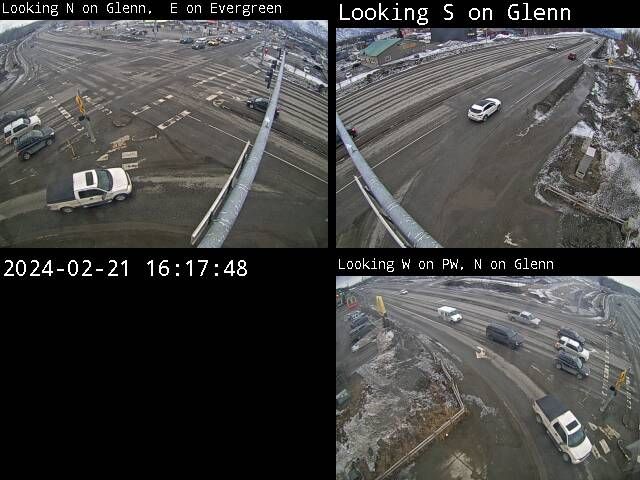 Looking N on Glenn,  E on Evergreen
Looking S on Glenn
2024-02-21 16:17:48
Looking W on PW, N on Glenn